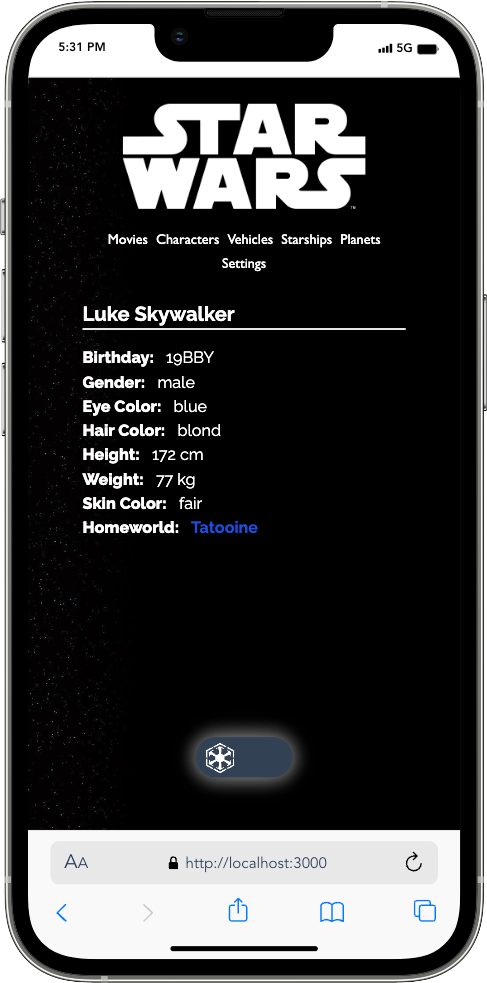 5:31 PM 5G
STAR
WARS
™
Movies Characters Vehicles Starships Planets
Settings
Luke Skywalker
Birthday: 19BBY
Gender: male
Eye Color: blue
Hair Color: blond
Height: 172 cm
Weight: 77 kg
Skin Color: fair
Homeworld: Tatooine
AA http://localhost:3000